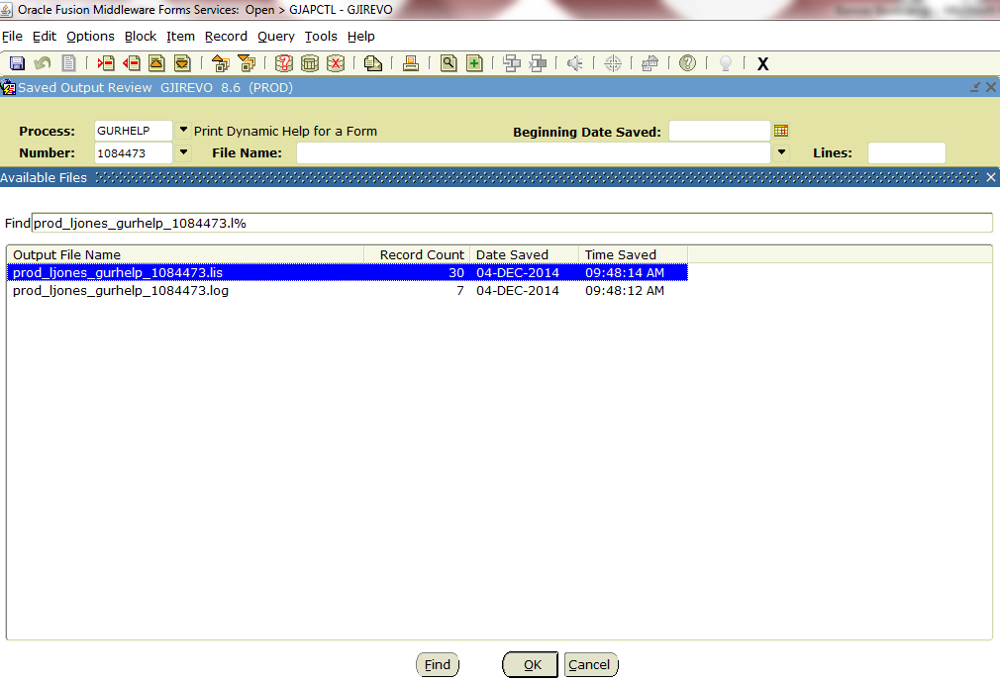 Oracle Fusion Middleware Forms Services:  Open > GJAPCTL - GJIREVO
File Edit Options Block Item Record Query Tools Help
X
Saved Output Review  GJIREVO  8.6  (PROD)
Process: GURHELP Print Dynamic Help for a Form Beginning Date Saved:
Number: 1084473 File Name: Lines:
Available Files
Find prod_ljones_gurhelp_1084473.l%
Output File Name Record Count Date Saved Time Saved
prod_ljones_gurhelp_1084473.lis 30 04-DEC-2014 09:48:14 AM
prod_ljones_gurhelp_1084473.log 7 04-DEC-2014 09:48:12 AM
Find OK Cancel